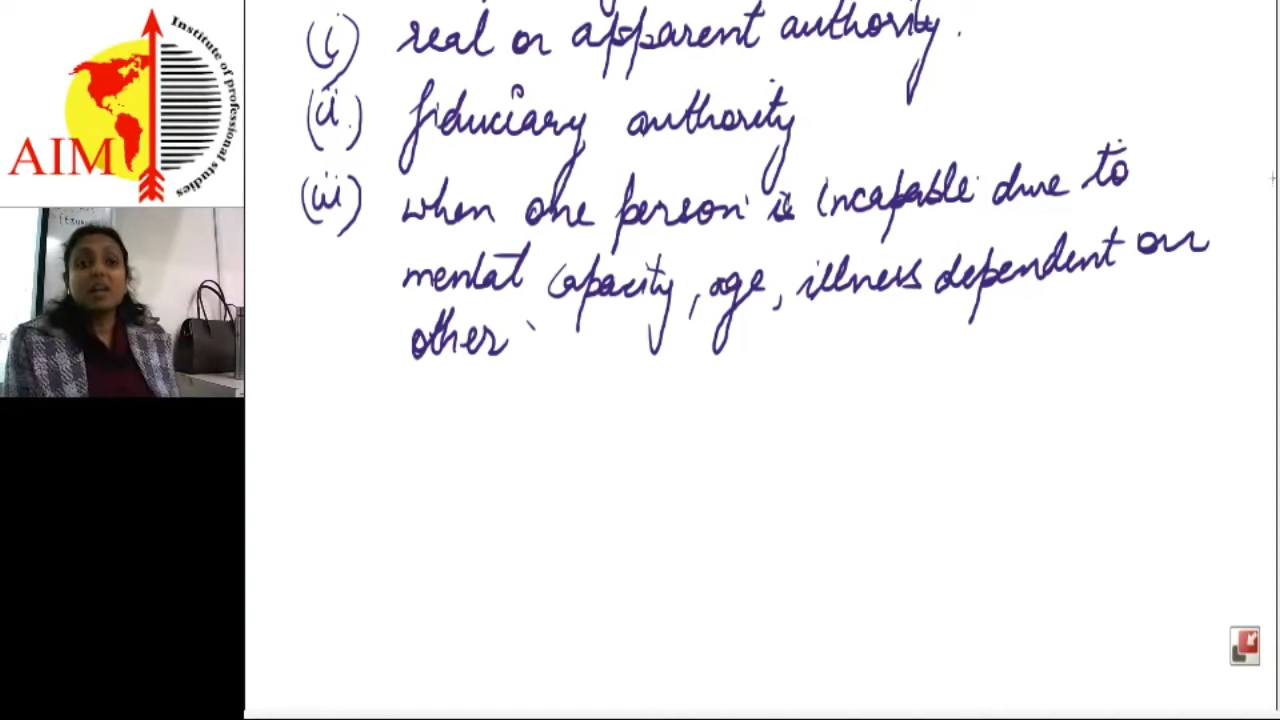 AIM
Institute of professional studies
(i) real or apparent authority.
(ii) fiduciary authority
(iii) when one person is incapable due to
mental capacity, age, illness dependent on
other